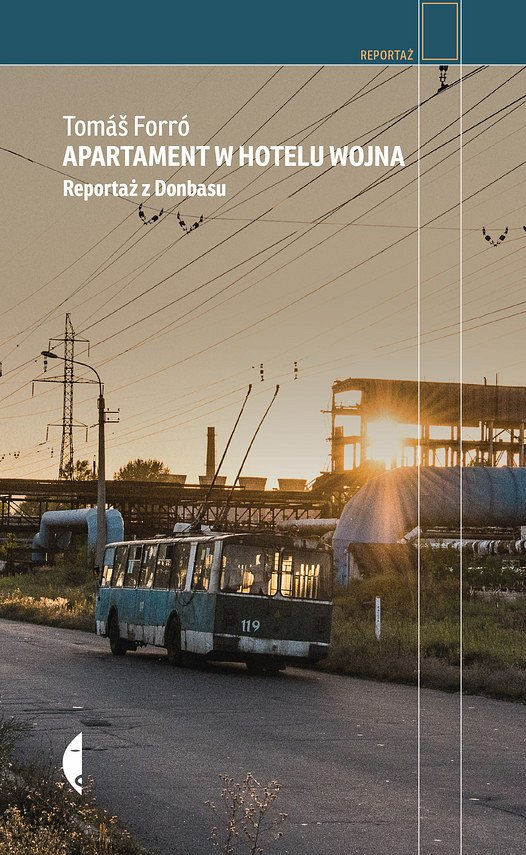 REPORTAŻ
Tomáš Forró
APARTAMENT W HOTELU WOJNA
Reportaż z Donbasu
119